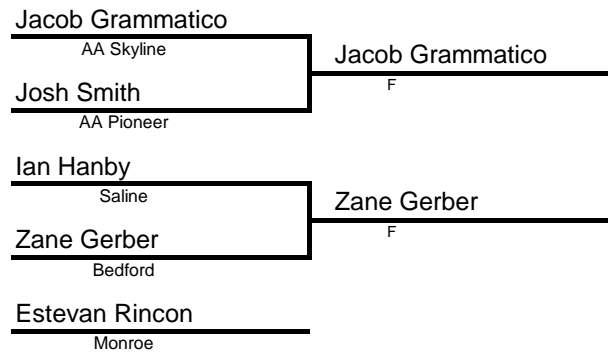 Jacob Grammatico
AA Skyline
Jacob Grammatico
F
Josh Smith
AA Pioneer
Ian Hanby
Saline
Zane Gerber
F
Zane Gerber
Bedford
Estevan Rincon
Monroe